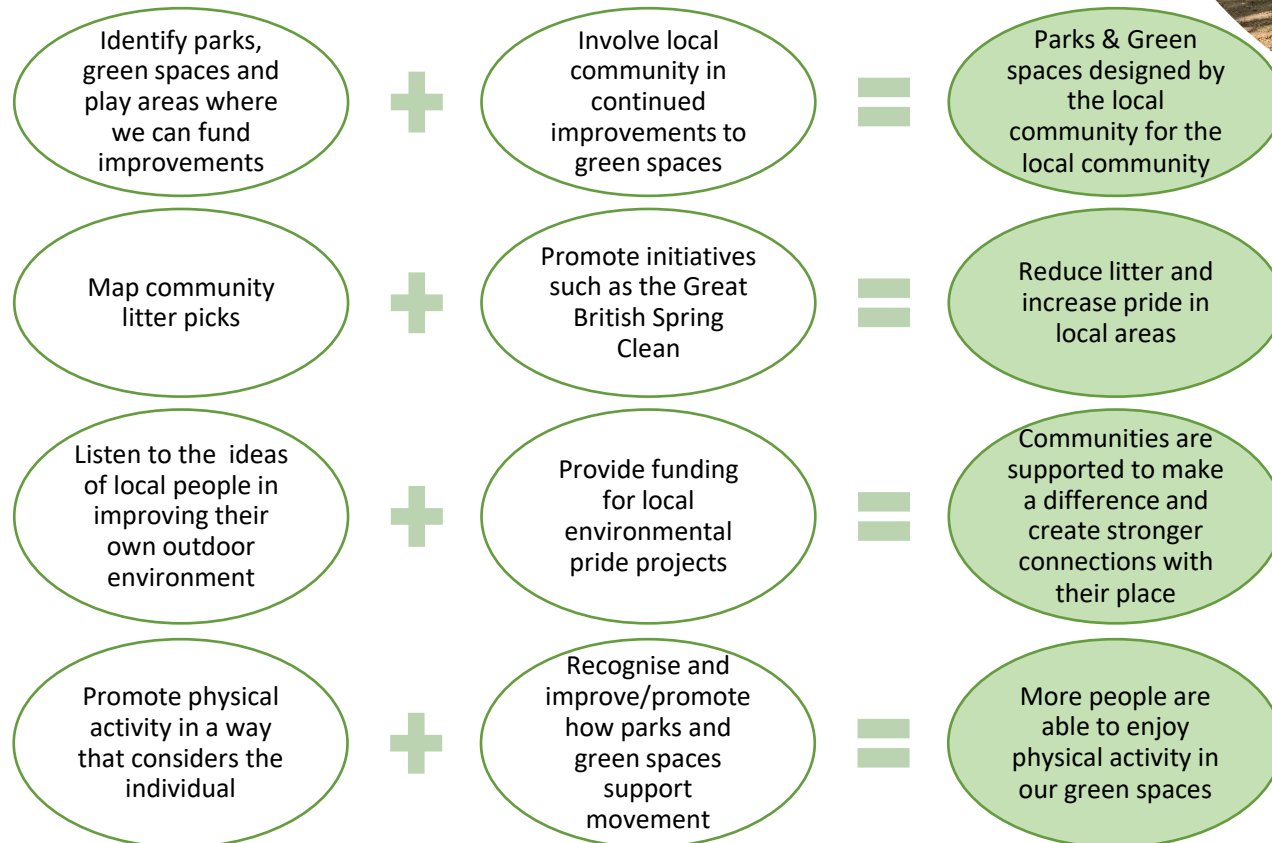 Identify parks,
green spaces and
play areas where
we can fund
improvements
Involve local
community in
continued
improvements to
green spaces
Parks & Green
spaces designed by
the local
community for the
local community
Map community
litter picks
Promote initiatives
such as the Great
British Spring
Clean
Reduce litter and
increase pride in
local areas
Listen to the  ideas
of local people in
improving their
own outdoor
environment
Provide funding
for local
environmental
pride projects
Communities are
supported to make
a difference and
create stronger
connections with
their place
Promote physical
activity in a way
that considers the
individual
Recognise and
improve/promote
how parks and
green spaces
support
movement
More people are
able to enjoy
physical activity in
our green spaces